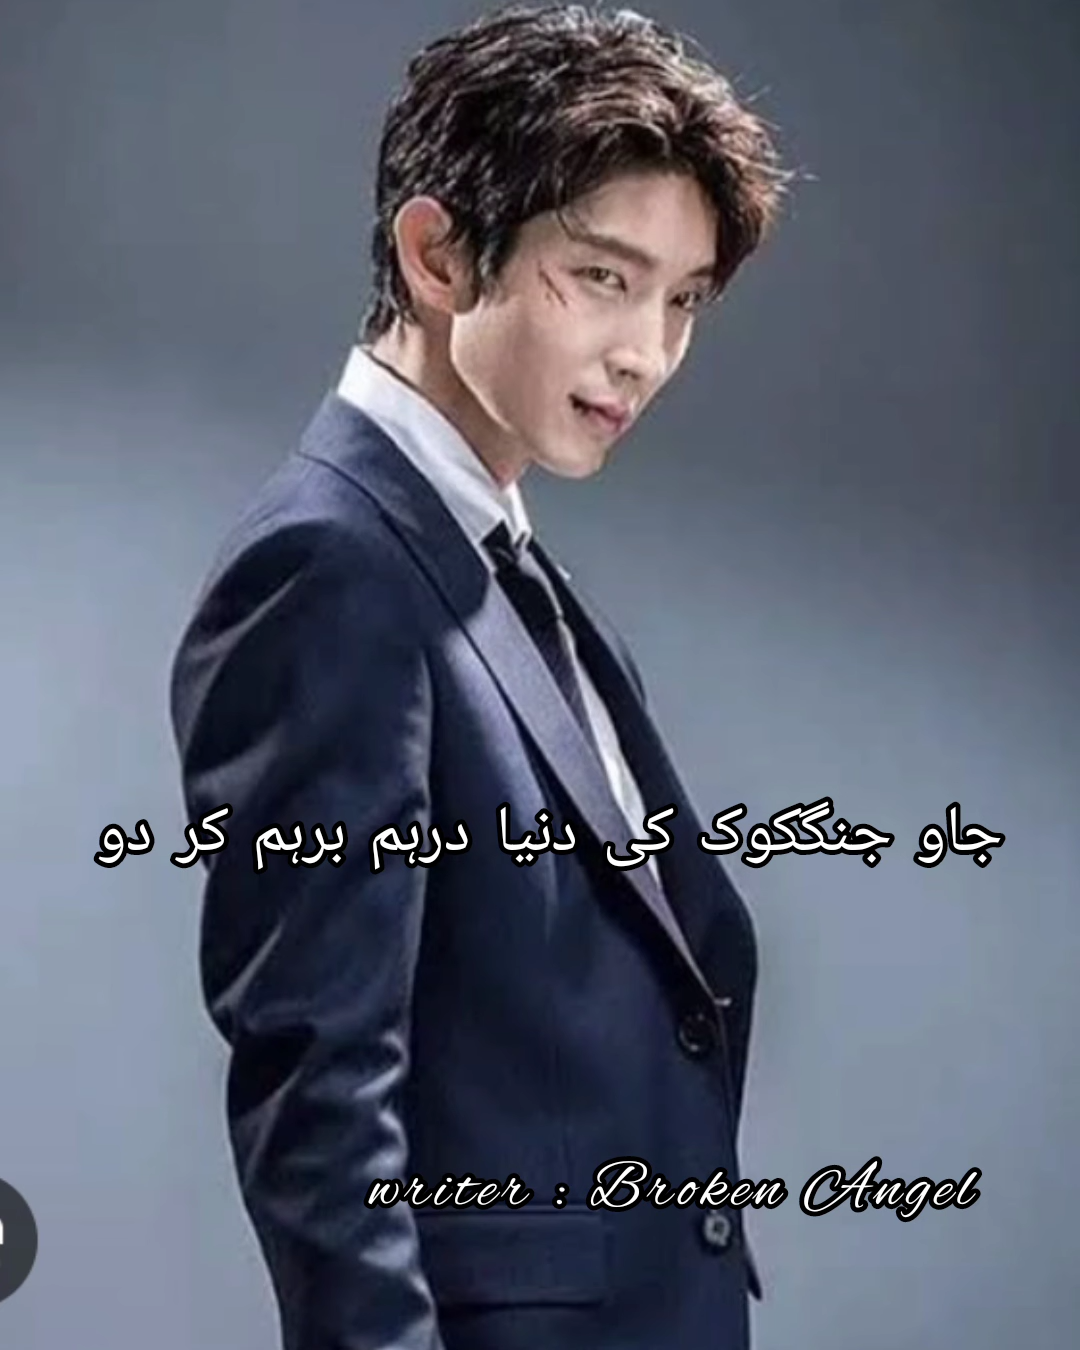 جاو جنگکوک کی دنیا درہم برہم کر دو
writer : Broken Angel